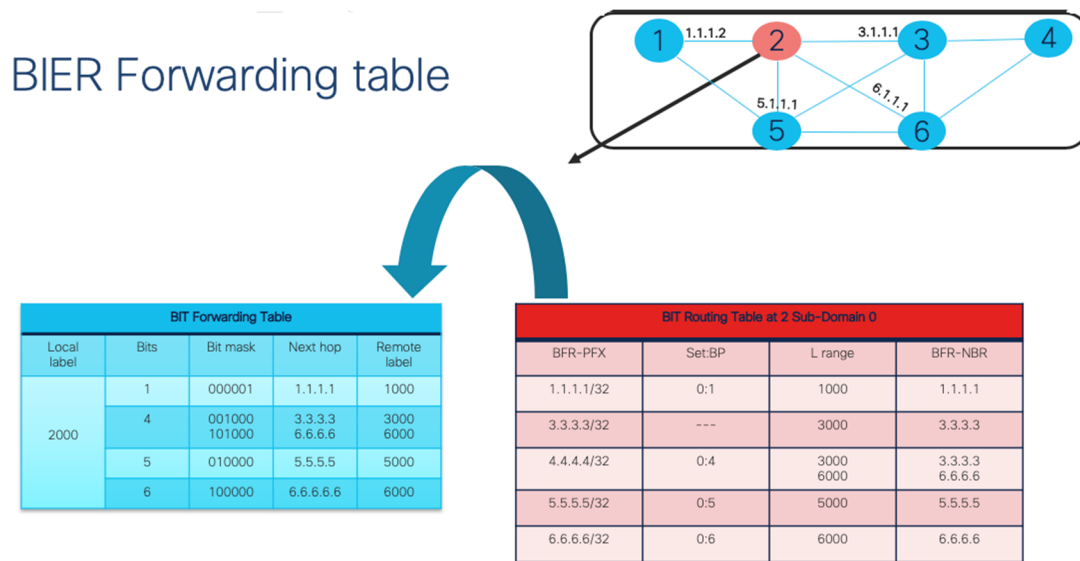 BIER Forwarding table
1 1.1.1.2 2 3.1.1.1 3 4
5.1.1.1 6.1.1.1
5 6
BIT Forwarding Table
Local label Bits Bit mask Next hop Remote label
2000
1 000001 1.1.1.1 1000
4 001000 3.3.3.3 3000
101000 6.6.6.6 6000
5 010000 5.5.5.5 5000
6 100000 6.6.6.6.6 6000
BIT Routing Table at 2 Sub-Domain 0
BFR-PFX Set:BP L range BFR-NBR
1.1.1.1/32 0:1 1000 1.1.1.1
3.3.3.3/32 --- 3000 3.3.3.3
4.4.4.4/32 0:4 3000 3.3.3.3
6000 6.6.6.6
5.5.5.5/32 0:5 5000 5.5.5.5
6.6.6.6/32 0:6 6000 6.6.6.6